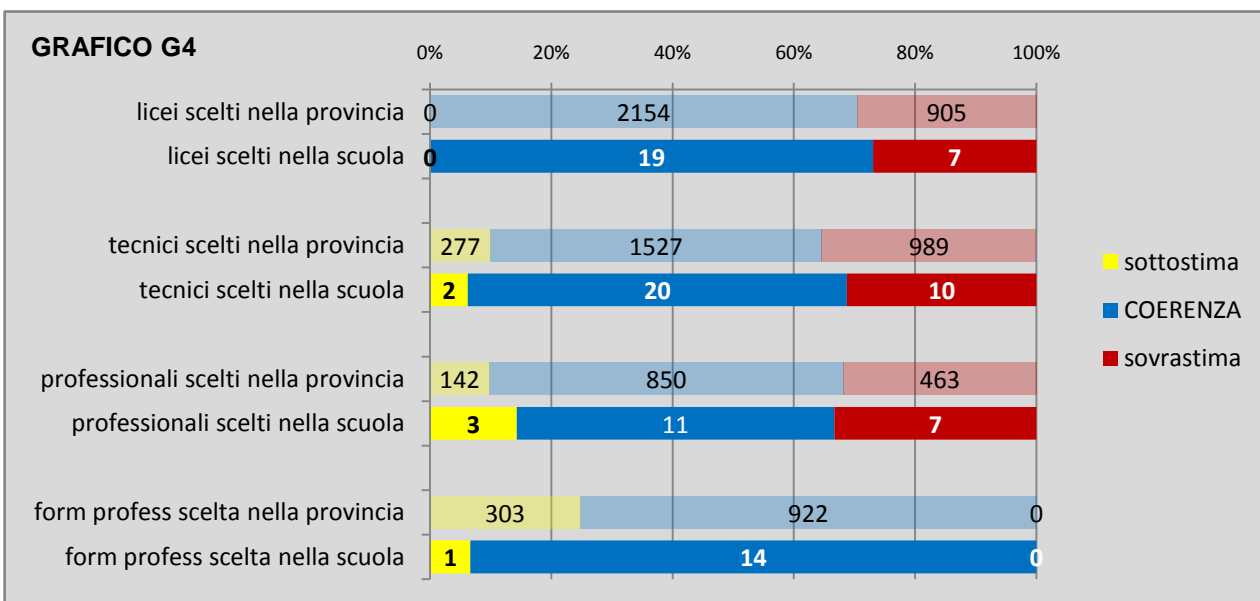 GRAFICO G4
0% 20% 40% 60% 80% 100%
licei scelti nella provincia 0 2154 905
licei scelti nella scuola 0 19 7
tecnici scelti nella provincia 277 1527 989
tecnici scelti nella scuola 2 20 10
professionali scelti nella provincia 142 850 463
professionali scelti nella scuola 3 11 7
form profess scelta nella provincia 303 922 0
form profess scelta nella scuola 1 14 0
sottostima
COERENZA
sovrastima